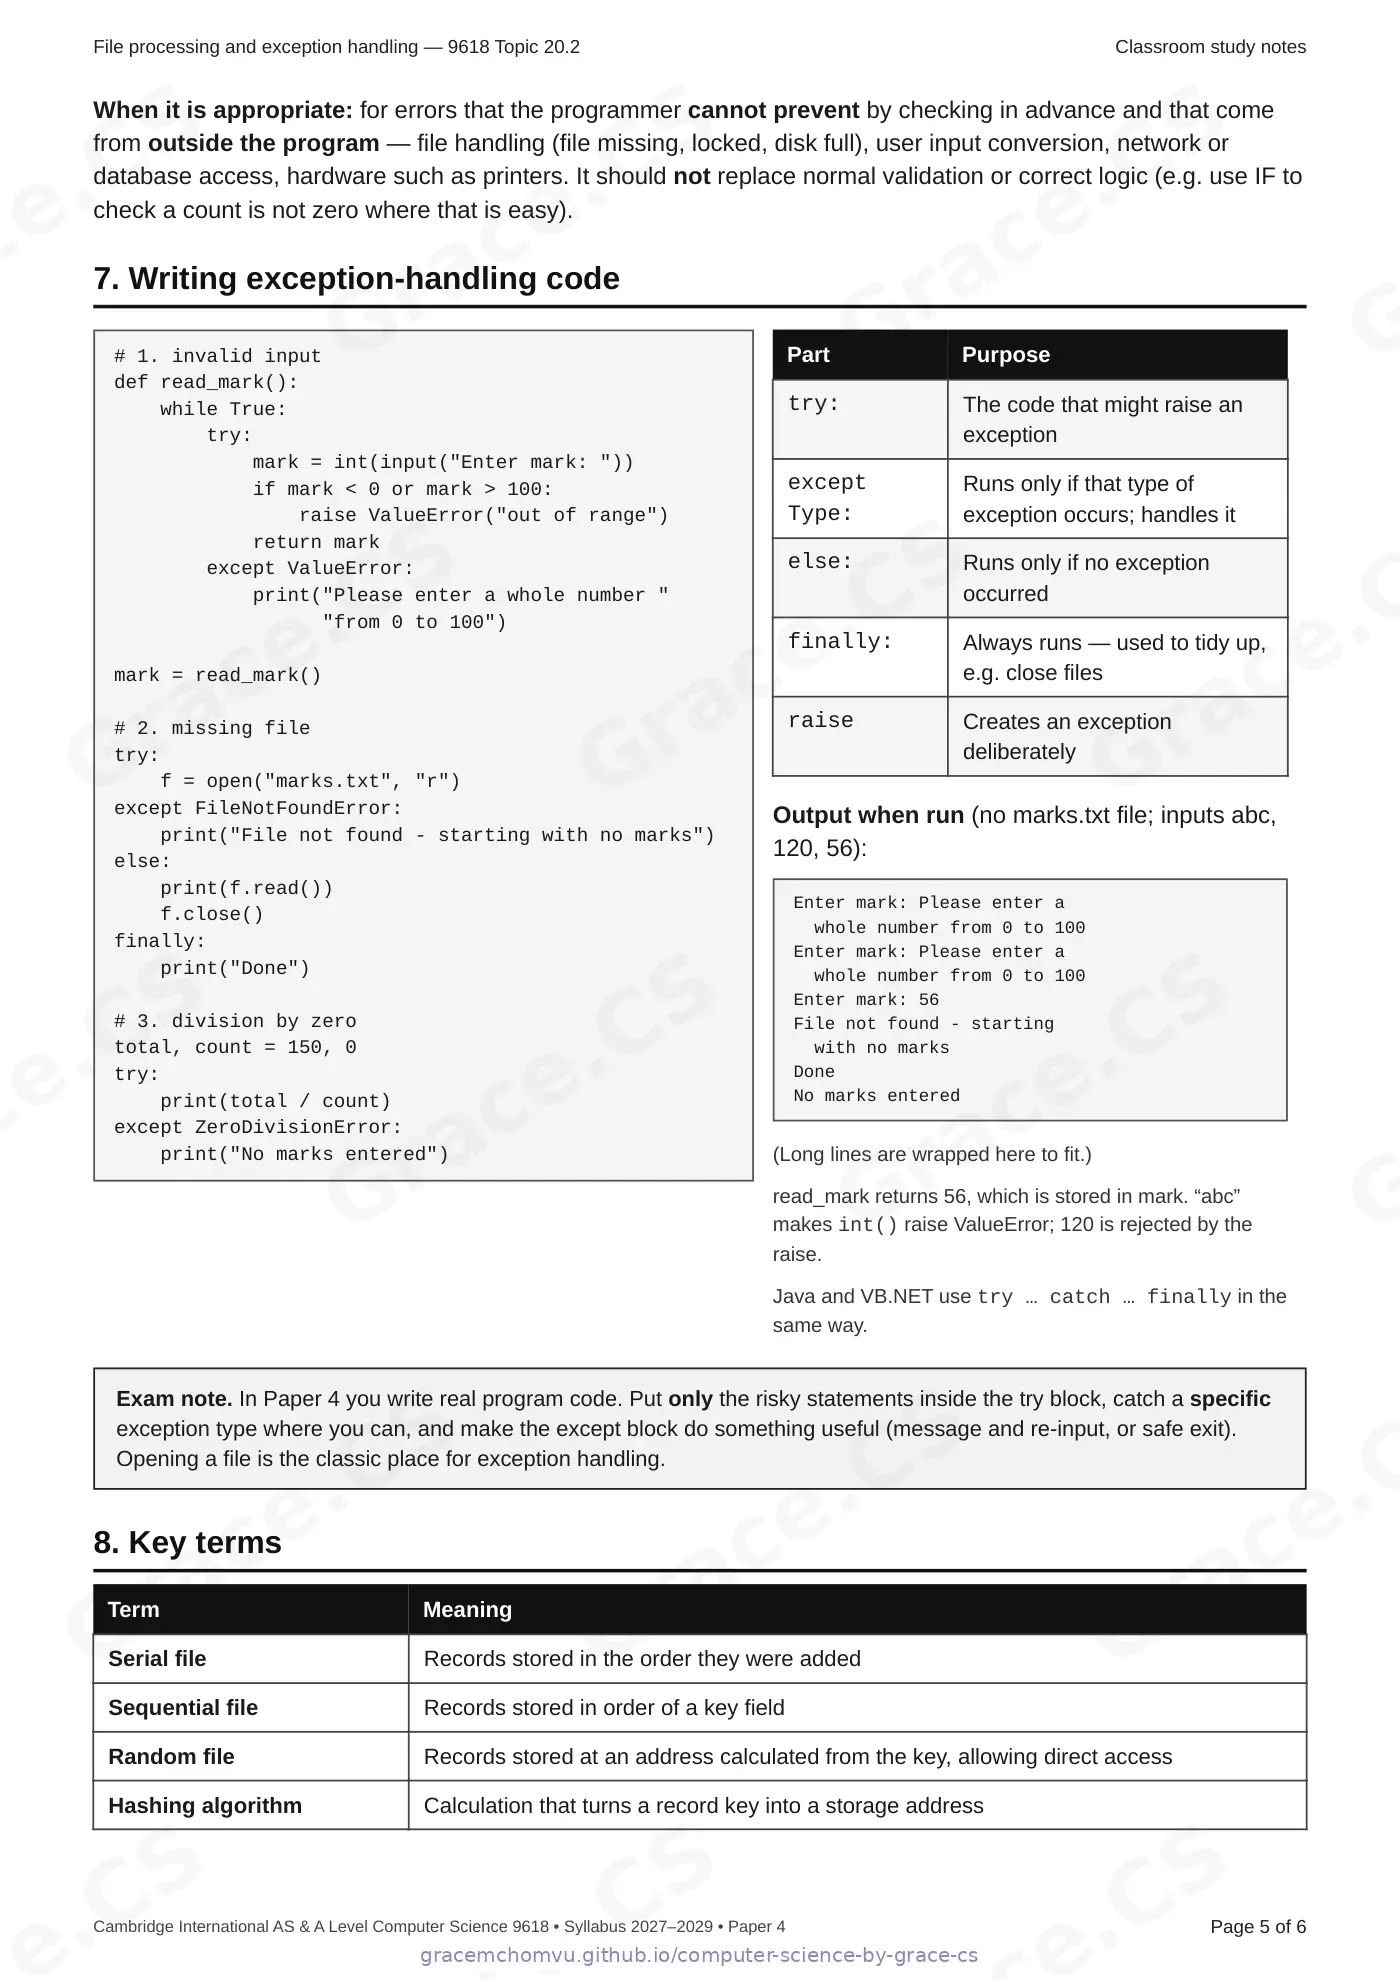 File processing and exception handling — 9618 Topic 20.2
Classroom study notes
When it is appropriate: for errors that the programmer cannot prevent by checking in advance and that come
from outside the program — file handling (file missing, locked, disk full), user input conversion, network or
database access, hardware such as printers. It should not replace normal validation or correct logic (e.g. use IF to
check a count is not zero where that is easy).
7. Writing exception-handling code
# 1. invalid input
def read_mark():
    while True:
        try:
            mark = int(input("Enter mark: "))
            if mark < 0 or mark > 100:
                raise ValueError("out of range")
            return mark
        except ValueError:
            print("Please enter a whole number "
                  "from 0 to 100")
mark = read_mark()
# 2. missing file
try:
    f = open("marks.txt", "r")
except FileNotFoundError:
    print("File not found - starting with no marks")
else:
    print(f.read())
    f.close()
finally:
    print("Done")
# 3. division by zero
total, count = 150, 0
try:
    print(total / count)
except ZeroDivisionError:
    print("No marks entered")
Part Purpose
try: The code that might raise an
exception
except Runs only if that type of
Type: exception occurs; handles it
else: Runs only if no exception
occurred
finally: Always runs — used to tidy up,
e.g. close files
raise Creates an exception
deliberately
Output when run (no marks.txt file; inputs abc,
120, 56):
Enter mark: Please enter a
  whole number from 0 to 100
Enter mark: Please enter a
  whole number from 0 to 100
Enter mark: 56
File not found - starting
  with no marks
Done
No marks entered
(Long lines are wrapped here to fit.)
read_mark returns 56, which is stored in mark. “abc”
makes int() raise ValueError; 120 is rejected by the
raise.
Java and VB.NET use try … catch … finally in the
same way.
Exam note. In Paper 4 you write real program code. Put only the risky statements inside the try block, catch a specific
exception type where you can, and make the except block do something useful (message and re-input, or safe exit).
Opening a file is the classic place for exception handling.
8. Key terms
Term Meaning
Serial file Records stored in the order they were added
Sequential file Records stored in order of a key field
Random file Records stored at an address calculated from the key, allowing direct access
Hashing algorithm Calculation that turns a record key into a storage address
Cambridge International AS & A Level Computer Science 9618 • Syllabus 2027–2029 • Paper 4
Page 5 of 6
gracemchomvu.github.io/computer-science-by-grace-cs
Grace.CS